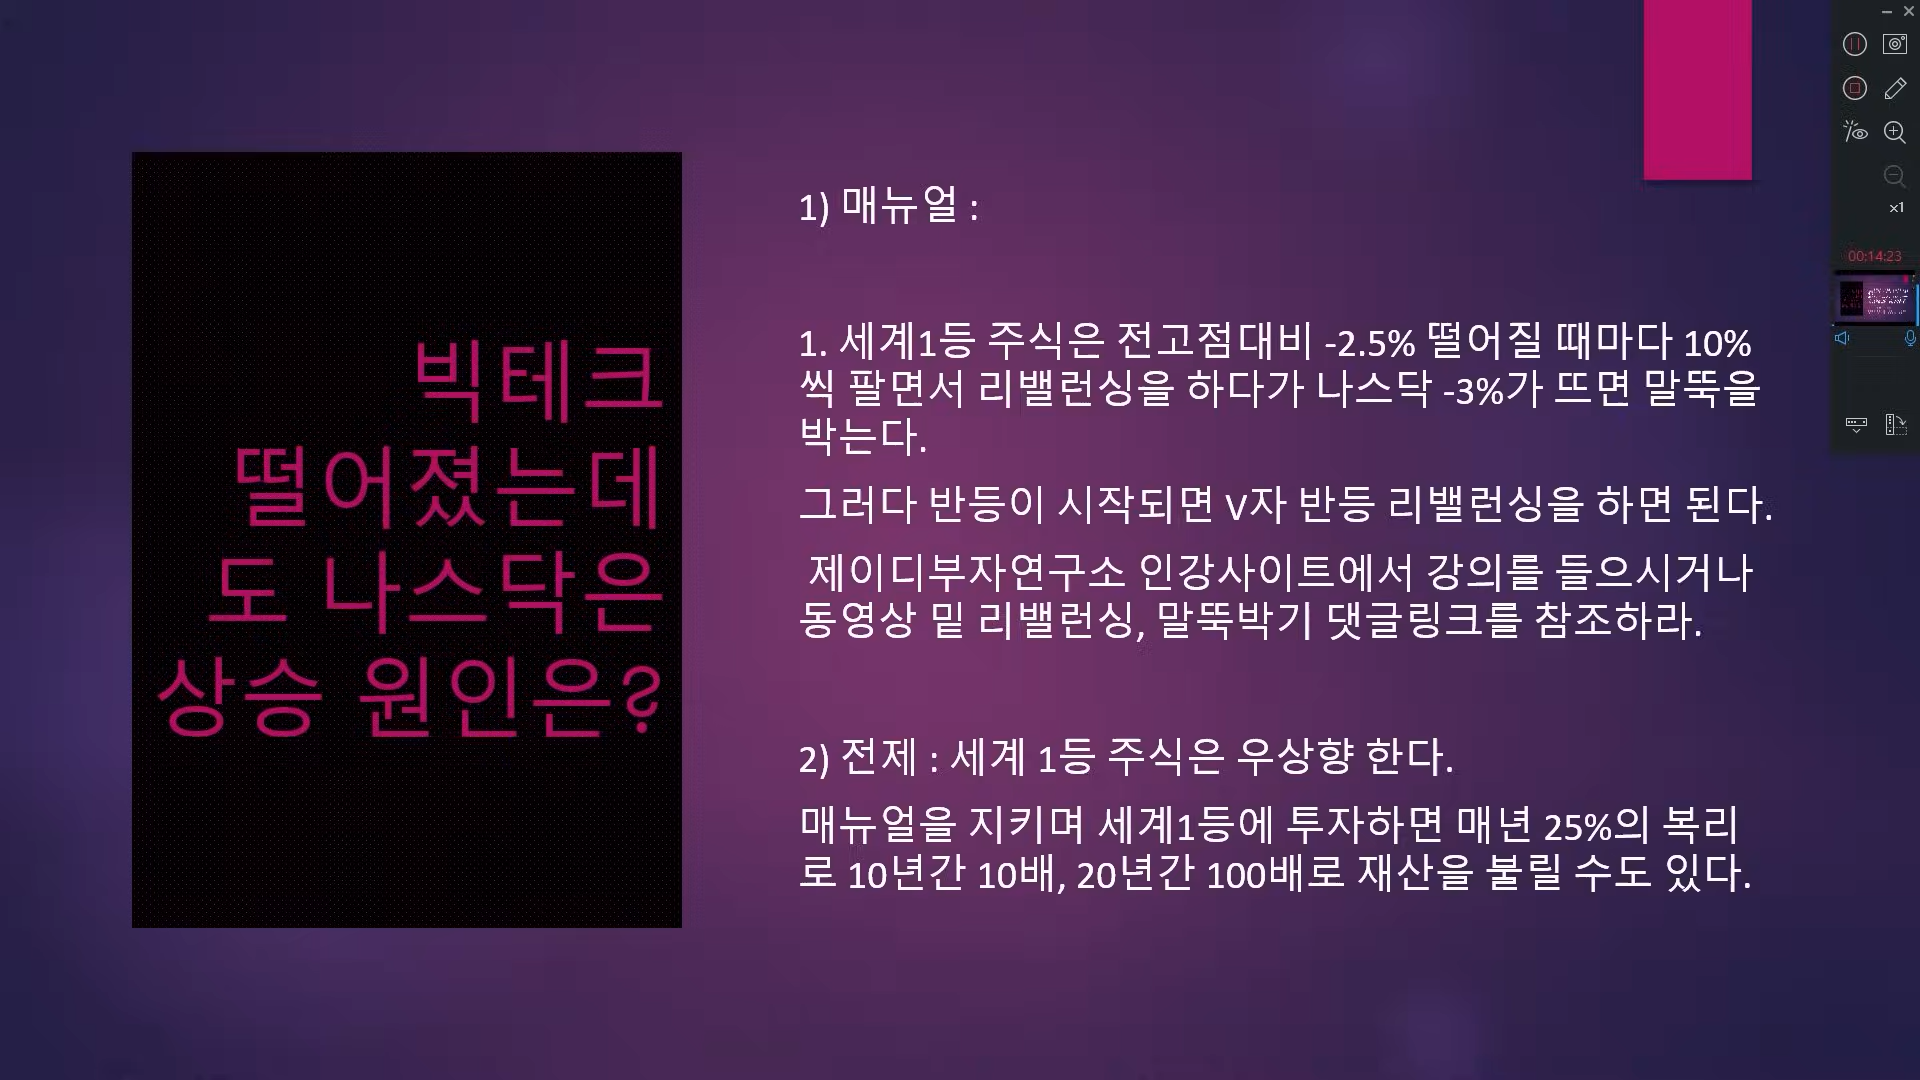 빅테크
떨어졌는데
도 나스닥은
상승 원인은?
1) 매뉴얼 :
1. 세계1등 주식은 전고점대비 -2.5% 떨어질 때마다 10%
씩 팔면서 리밸런싱을 하다가 나스닥 -3%가 뜨면 말뚝을
박는다.
그러다 반등이 시작되면 V자 반등 리밸런싱을 하면 된다.
제이디부자연구소 인강사이트에서 강의를 들으시거나
동영상 밑 리밸런싱, 말뚝박기 댓글링크를 참조하라.
2) 전제 : 세계 1등 주식은 우상향 한다.
매뉴얼을 지키며 세계1등에 투자하면 매년 25%의 복리
로 10년간 10배, 20년간 100배로 재산을 불릴 수도 있다.
x1
00:14:23